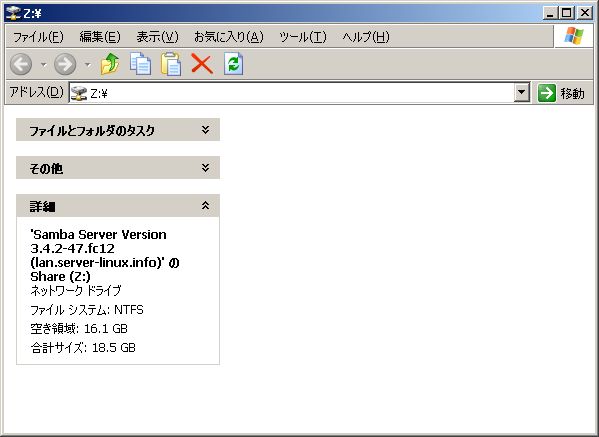 Z:¥
ファイル(F) 編集(E) 表示(V) お気に入り(A) ツール(T) ヘルプ(H)
アドレス(D) Z:¥ 移動
ファイルとフォルダのタスク
その他
詳細
'Samba Server Version
3.4.2-47.fc12
(lan.server-linux.info)' の
Share (Z:)
ネットワーク ドライブ
ファイル システム: NTFS
空き領域: 16.1 GB
合計サイズ: 18.5 GB